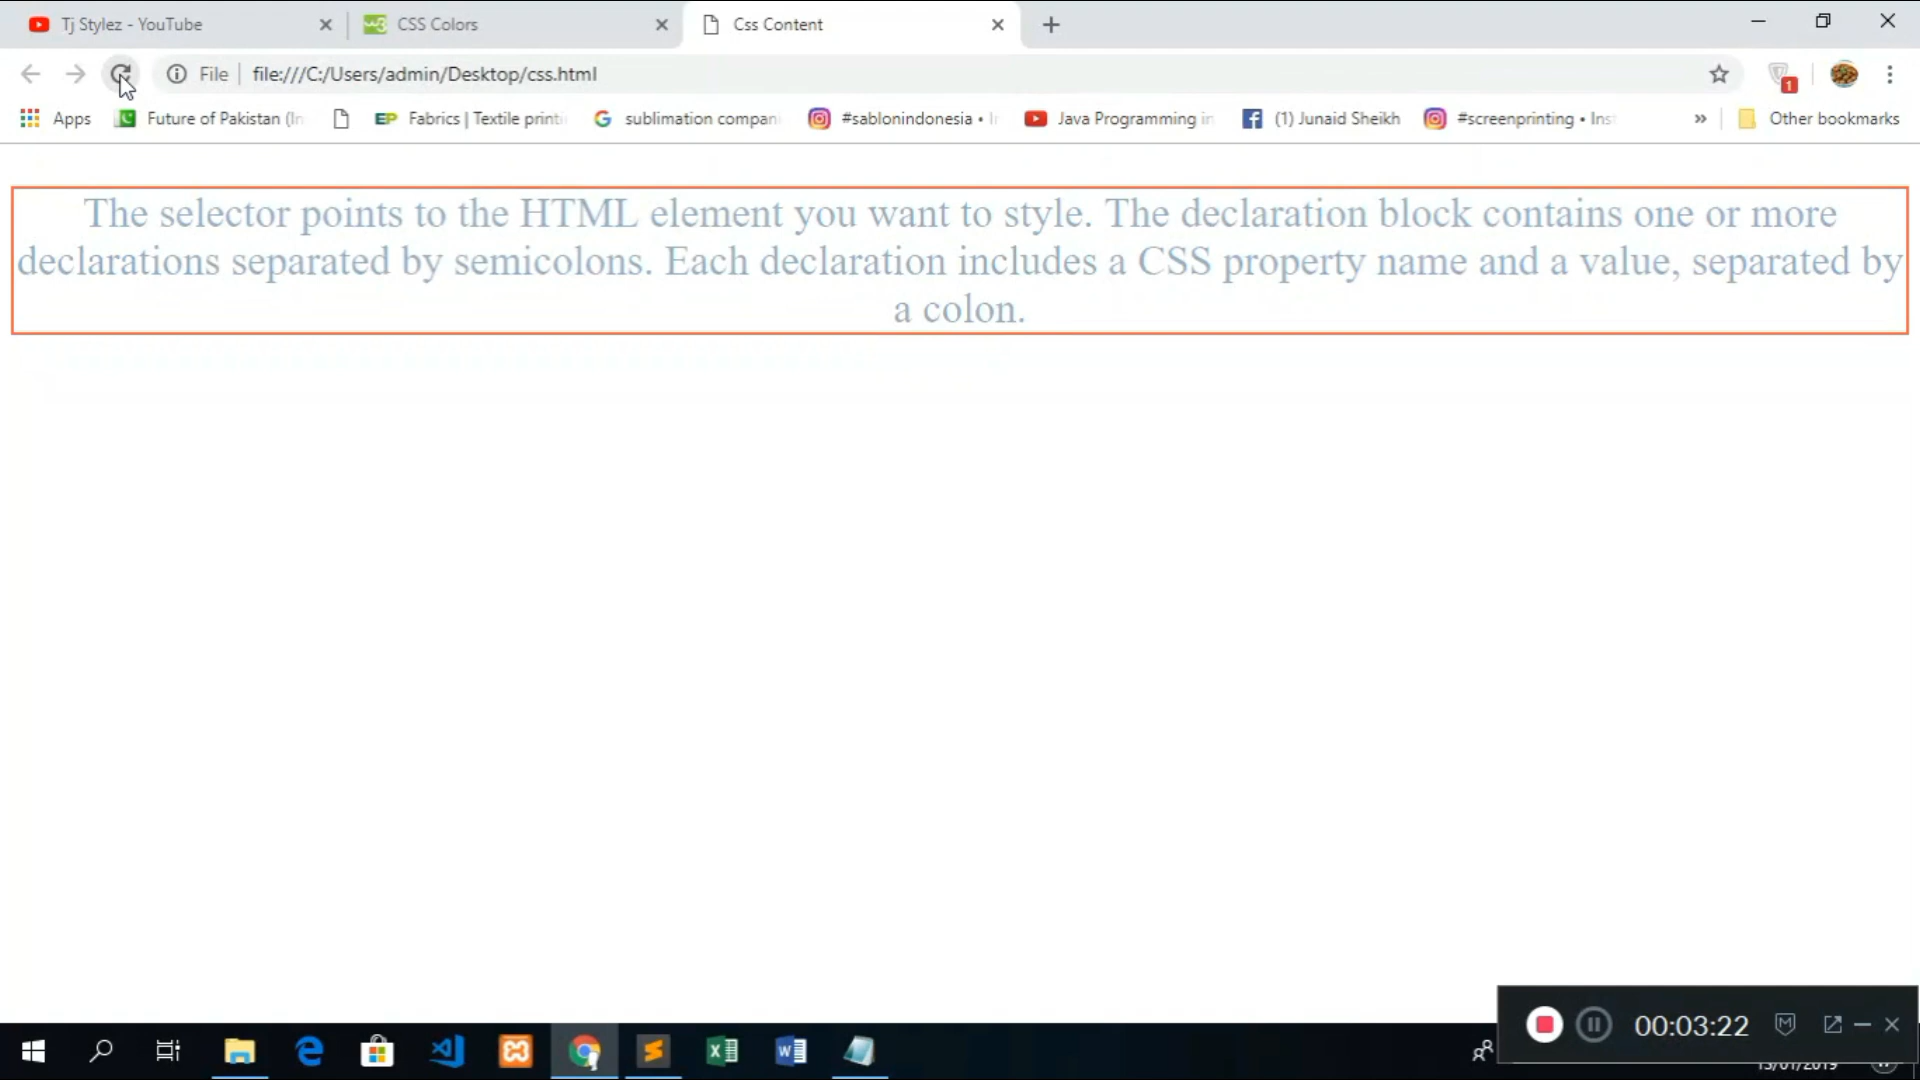 Tj Stylez - YouTube
CSS Colors
Css Content
File
file:///C:/Users/admin/Desktop/css.html
1
Apps
Future of Pakistan (In
EP Fabrics | Textile printi
sublimation compan
#sablonindonesia • I
Java Programming in
(1) Junaid Sheikh
#screenprinting • Ins
»
Other bookmarks
The selector points to the HTML element you want to style. The declaration block contains one or more
declarations separated by semicolons. Each declaration includes a CSS property name and a value, separated by
a colon.
00:03:22